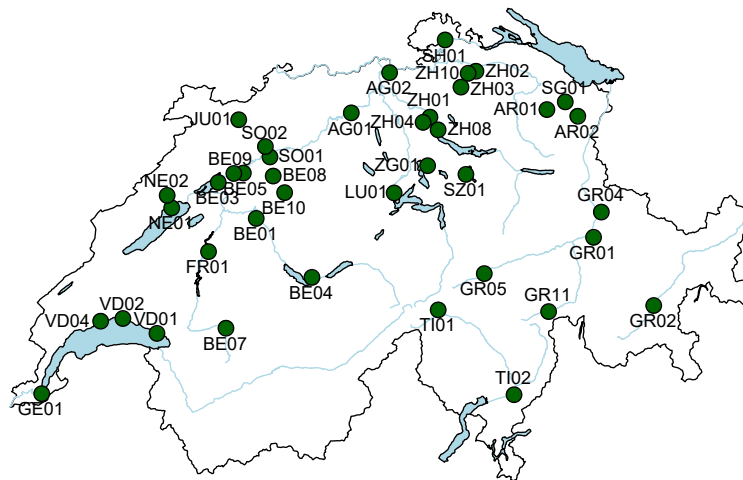 SH01
ZH10
ZH02
AG02
ZH03
SG01
ZH01
AR01
JU01
AG01
ZH04
AR02
SO02
ZH08
SO01
BE09
ZG01
NE02
BE05
BE08
BE03
LU01
SZ01
BE10
NE01
GR04
BE01
GR01
FR01
BE04
GR05
VD02
GR11
VD04
VD01
TI01
GR02
BE07
TI02
GE01